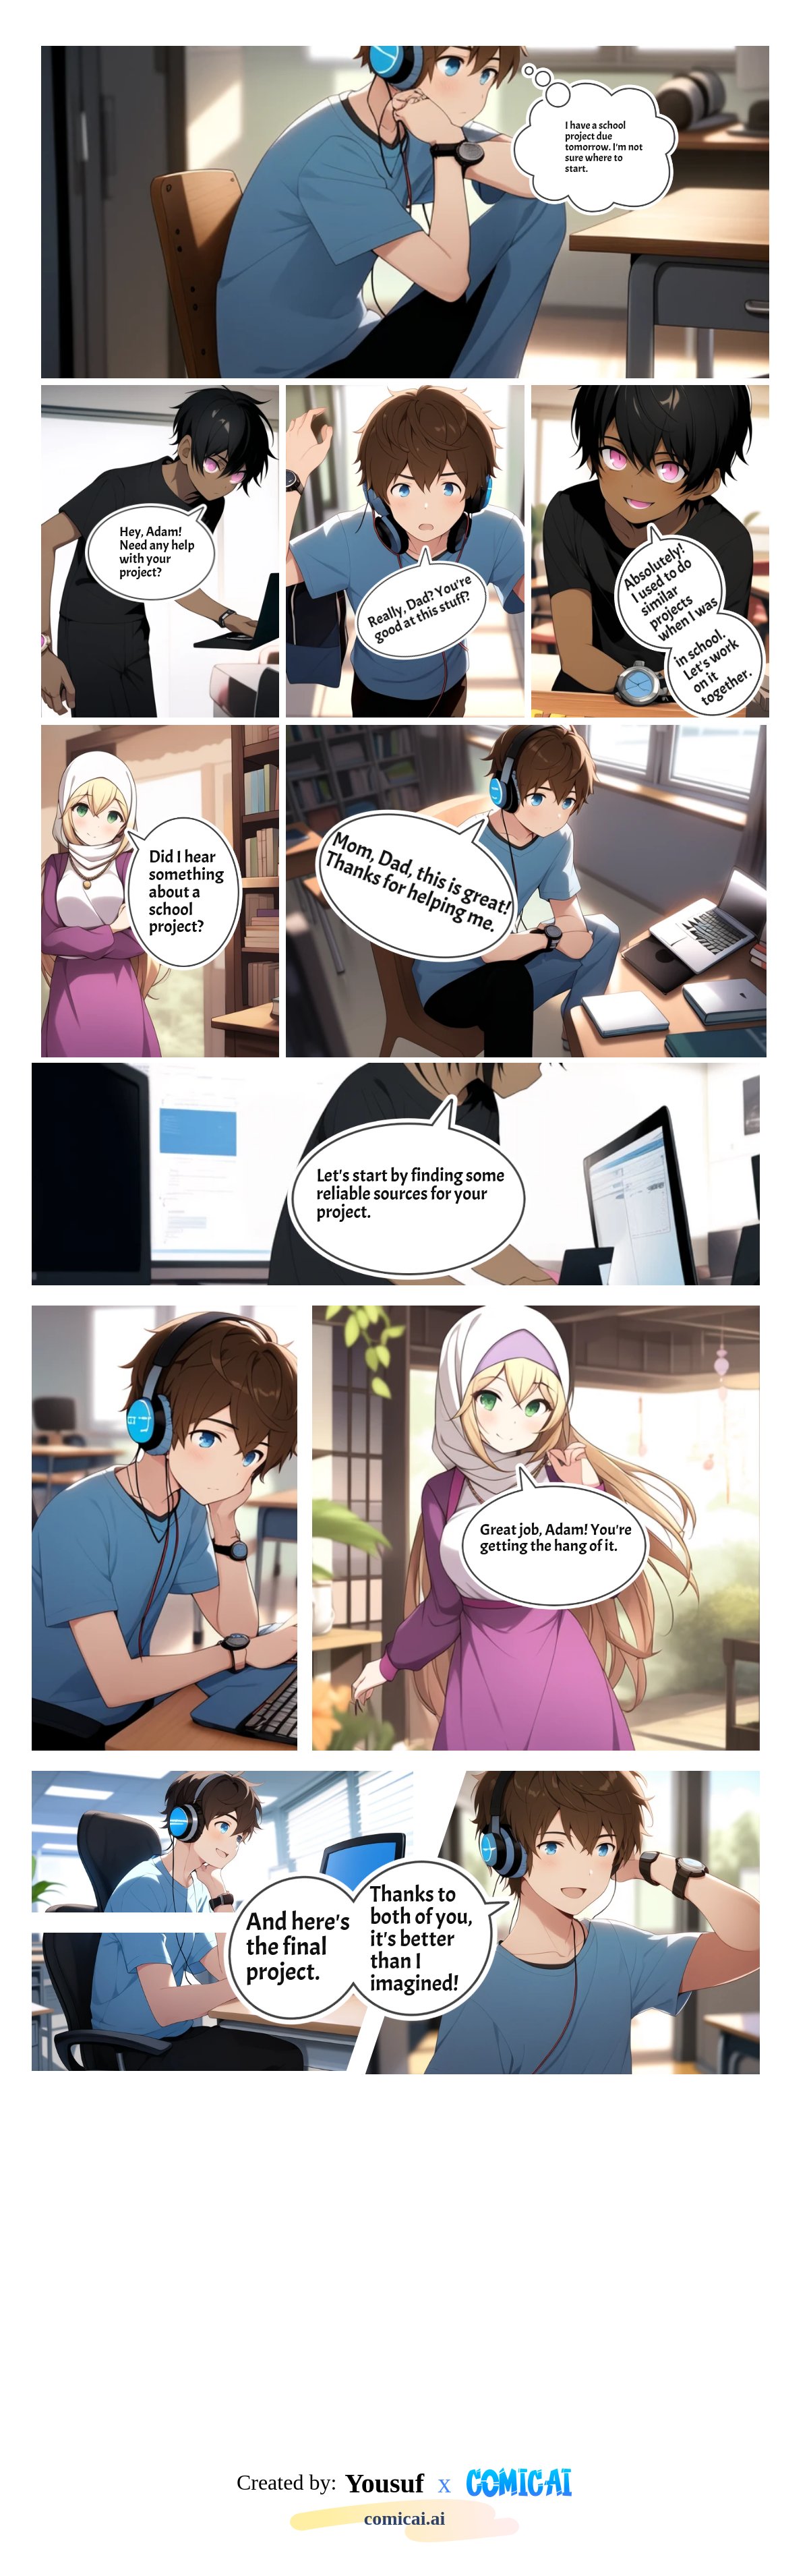 I have a school
project due
tomorrow. I'm not
sure where to
start.
Hey, Adam!
Need any help
with your
project?
Really, Dad? You're
good at this stuff?
Absolutely!
I used to do
similar
projects
when I was
in school.
Let's work
on it
together.
Did I hear
something
about a
school
project?
Mom, Dad, this is great!
Thanks for helping me.
Let's start by finding some
reliable sources for your
project.
Great job, Adam! You're
getting the hang of it.
And here's
the final
project.
Thanks to
both of you,
it's better
than I
imagined!
Created by: Yousuf x COMICAI
comicai.ai